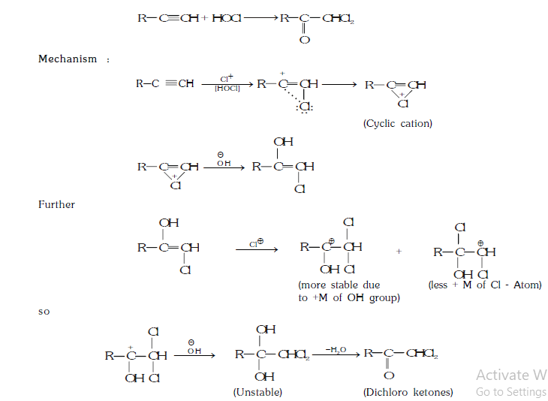 R—C≡CH + HOCl ⟶ R—C—CHCl₂
O
Mechanism :
R—C≡CH Cl⁺ [HOCl] R—C=CH ⟶ R—C=CH
+ :Cl: + Cl
(Cyclic cation)
OH
R—C=CH ⊖OH R—C=CH
+ Cl Cl
Further
OH Cl Cl
R—C=CH Cl⊕ R—C⊕—CH + R—C—CH⊕
Cl OH Cl OH Cl
(more stable due (less + M of Cl - Atom)
to +M of OH group)
so
Cl OH
R—C⁺—CH ⊖OH R—C—CHCl₂ −H₂O R—C—CHCl₂
OH Cl OH O
(Unstable) (Dichloro ketones)
Activate W
Go to Settings